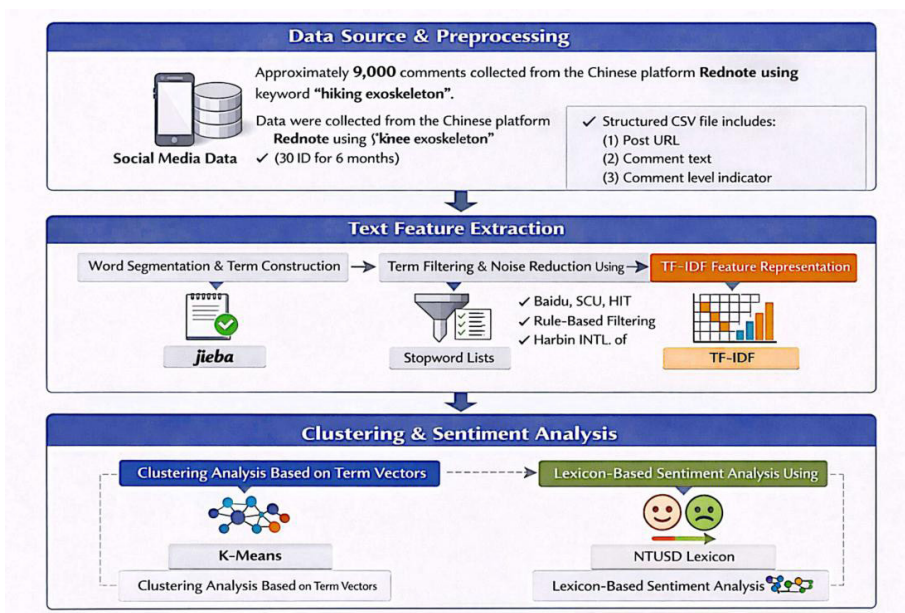 Data Source & Preprocessing
Approximately 9,000 comments collected from the Chinese platform Rednote using
keyword “hiking exoskeleton”.
Data were collected from the Chinese platform
Rednote using “knee exoskeleton”
✓ (30 ID for 6 months)
Social Media Data
✓ Structured CSV file includes:
(1) Post URL
(2) Comment text
(3) Comment level indicator
Text Feature Extraction
Word Segmentation & Term Construction
jieba
Term Filtering & Noise Reduction Using
Stopword Lists
✓ Baidu, SCU, HIT
✓ Rule-Based Filtering
✓ Harbin INTL. of
TF-IDF Feature Representation
TF-IDF
Clustering & Sentiment Analysis
Clustering Analysis Based on Term Vectors
K-Means
Clustering Analysis Based on Term Vectors
Lexicon-Based Sentiment Analysis Using
NTUSD Lexicon
Lexicon-Based Sentiment Analysis